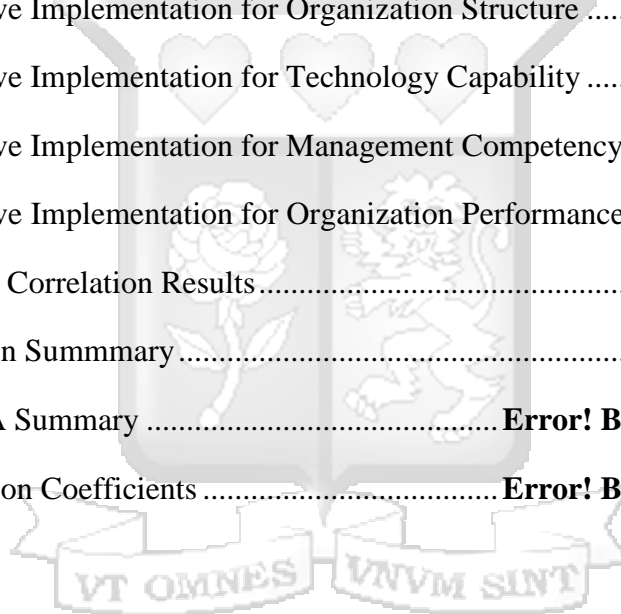 ve Implementation for Organization Structure .....
ve Implementation for Technology Capability .....
ve Implementation for Management Competency
ve Implementation for Organization Performance
Correlation Results.................................................
n Summmary............................................................
A Summary ............................................. Error! B
on Coefficients ...................................... Error! B
VT OMNES VNVM SINT